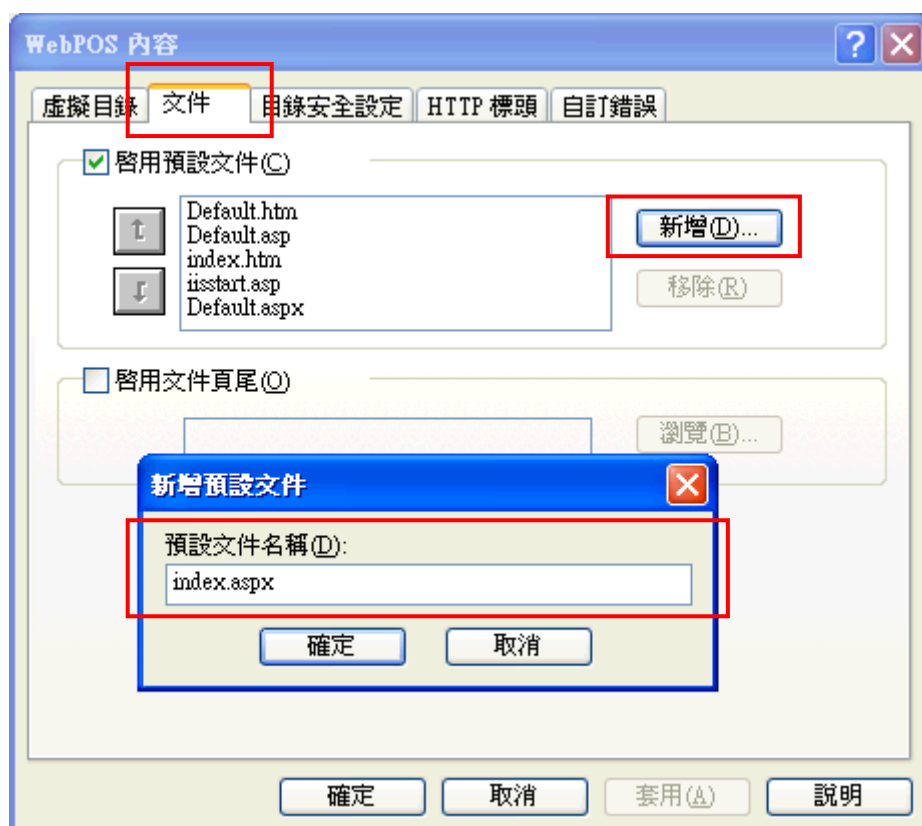 WebPOS 內容
虛擬目錄 文件 目錄安全設定 HTTP 標頭 自訂錯誤
啓用預設文件(C)
Default.htm
Default.asp
index.htm
iisstart.asp
Default.aspx
新增(D)...
移除(R)
啓用文件頁尾(O)
瀏覽(B)...
新增預設文件
預設文件名稱(D):
index.aspx
確定 取消
確定 取消 套用(A) 說明